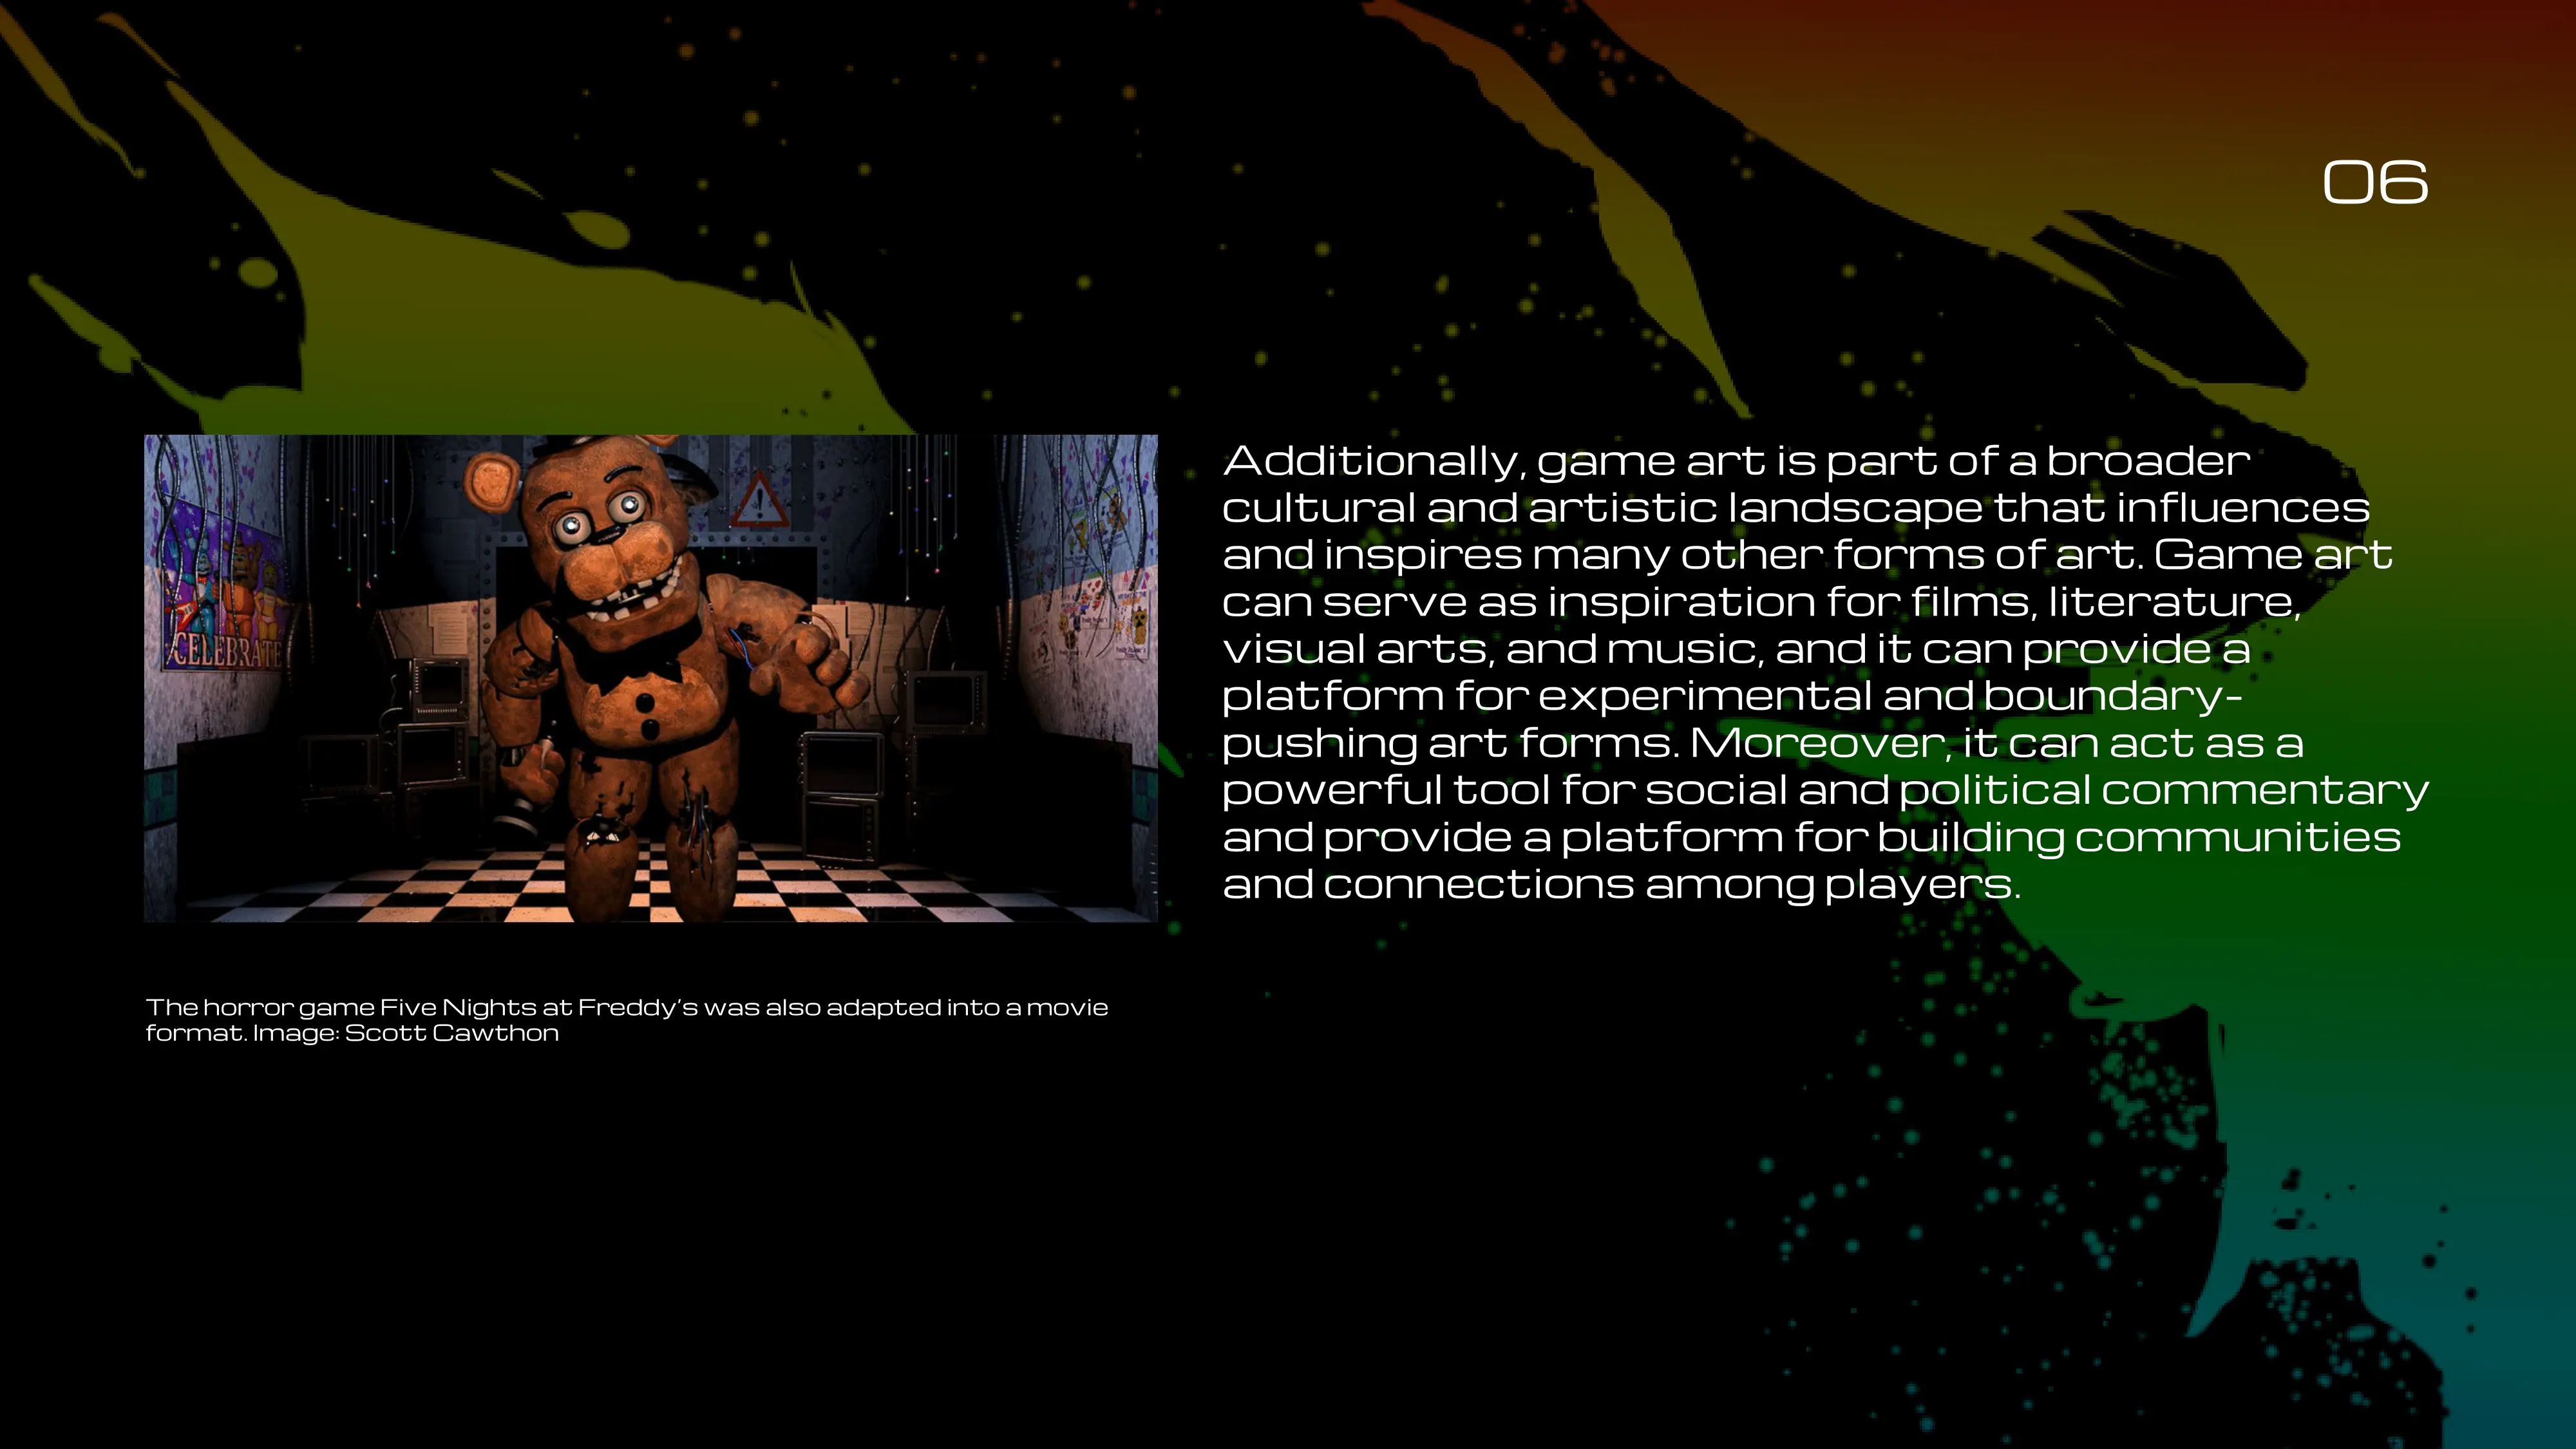 06
CELEBRATE
Additionally, game art is part of a broader
cultural and artistic landscape that influences
and inspires many other forms of art. Game art
can serve as inspiration for films, literature,
visual arts, and music, and it can provide a
platform for experimental and boundary-
pushing art forms. Moreover, it can act as a
powerful tool for social and political commentary
and provide a platform for building communities
and connections among players.
The horror game Five Nights at Freddy's was also adapted into a movie
format. Image: Scott Cawthon